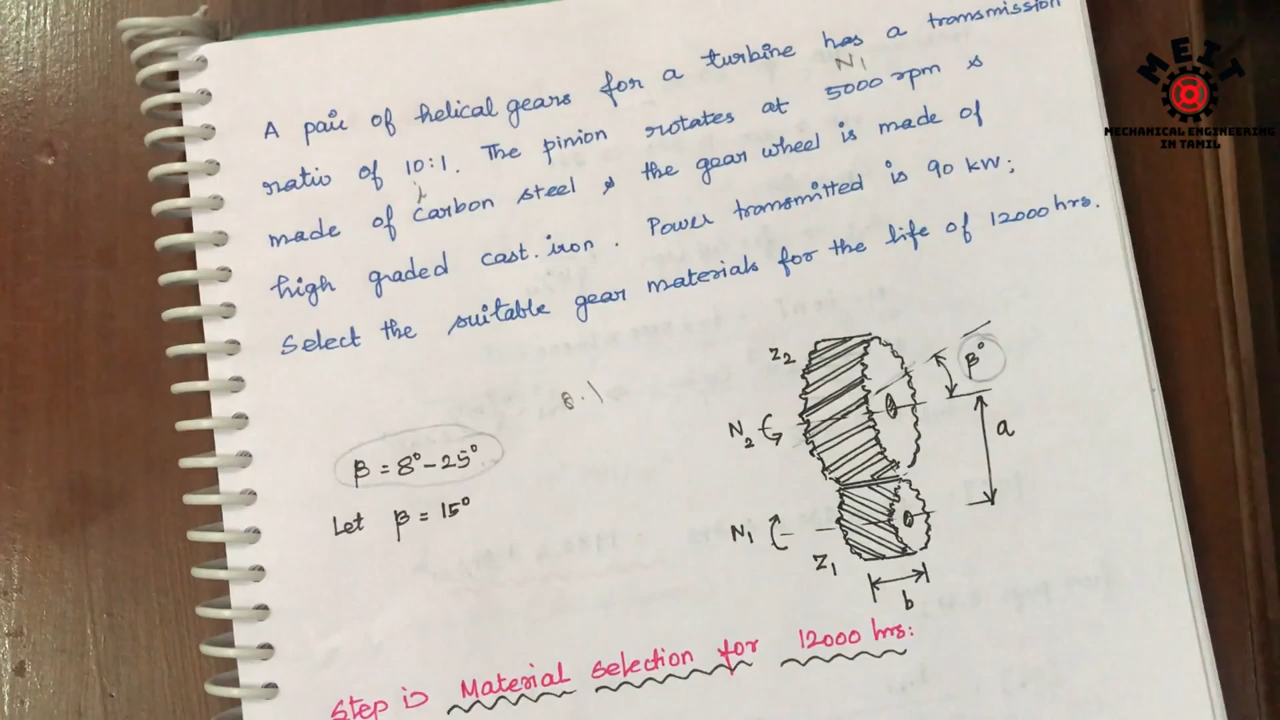 A pair of helical gears for a turbine has a transmission
N1
ratio of 10:1. The pinion rotates at 5000 rpm &
i
made of Carbon steel & the gear wheel is made of
high graded cast.iron. Power transmitted is 90 kW;
Select the suitable gear materials for the life of 12000 hrs.
8.1
β = 8° - 25°
Let β = 15°
Z2
β°
N2
a
N1
Z1
b
Step i) Material selection for 12000 hrs:
MEIT
MECHANICAL ENGINEERING
IN TAMIL